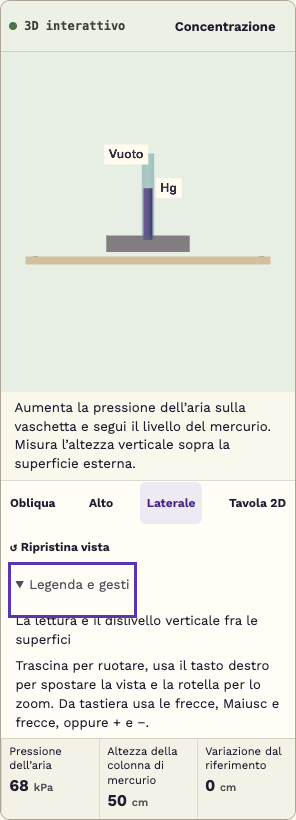 3D interattivo
Concentrazione
Vuoto
Hg
Aumenta la pressione dell'aria sulla
vaschetta e segui il livello del mercurio.
Misura l'altezza verticale sopra la
superficie esterna.
Obliqua Alto Laterale Tavola 2D
↺ Ripristina vista
▼ Legenda e gesti
La lettura è il dislivello verticale fra le
superfici
Trascina per ruotare, usa il tasto destro
per spostare la vista e la rotella per lo
zoom. Da tastiera usa le frecce, Maiusc e
frecce, oppure + e −.
Pressione
dell'aria
68 kPa
Altezza della
colonna di
mercurio
50 cm
Variazione dal
riferimento
0 cm